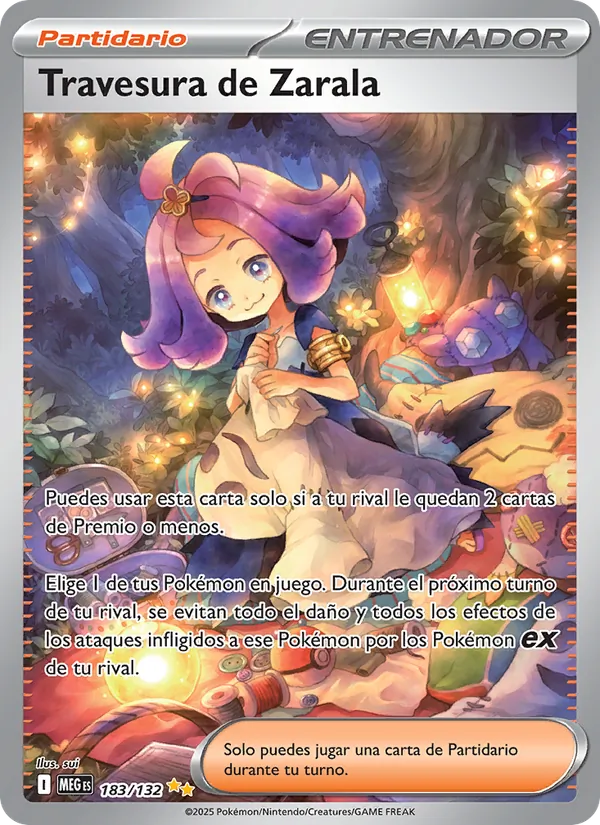 Partidario
ENTRENADOR
Travesura de Zarala
Puedes usar esta carta solo si a tu rival le quedan 2 cartas
de Premio o menos.
Elige 1 de tus Pokémon en juego. Durante el próximo turno
de tu rival, se evitan todo el daño y todos los efectos de
los ataques infligidos a ese Pokémon por los Pokémon ex
de tu rival.
Solo puedes jugar una carta de Partidario
durante tu turno.
Ilus. sui
I MEG ES 183/132
©2025 Pokémon/Nintendo/Creatures/GAME FREAK